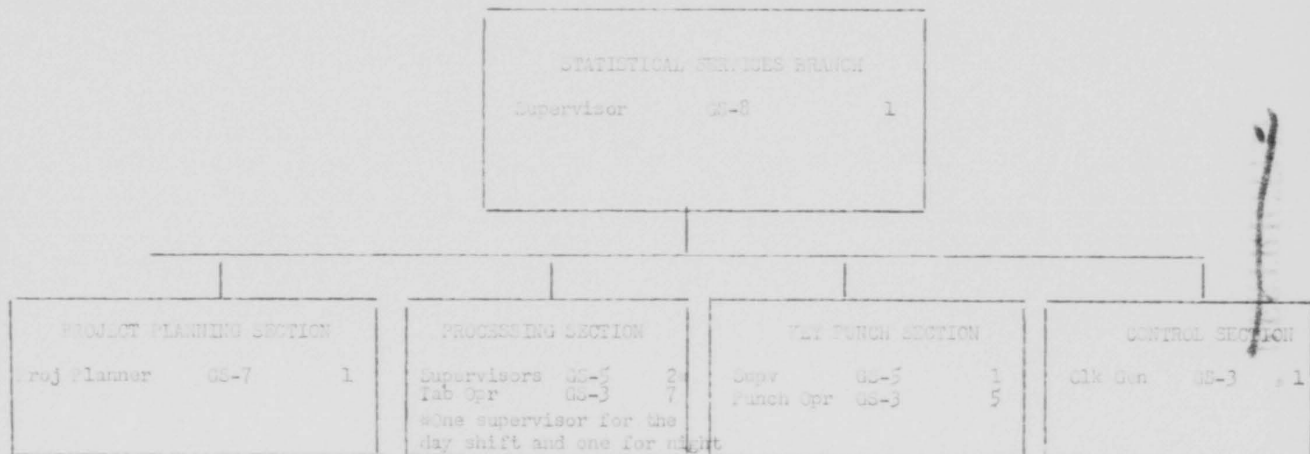 STATISTICAL SERVICES BRANCH
Supervisor GS-8 1
PROJECT PLANNING SECTION
Proj Planner GS-7 1
PROCESSING SECTION
Supervisors GS-5 2*
Tab Opr GS-3 7
*One supervisor for the
day shift and one for night
KEY PUNCH SECTION
Supv GS-5 1
Punch Opr GS-3 5
CONTROL SECTION
Clk Gen GS-3 1